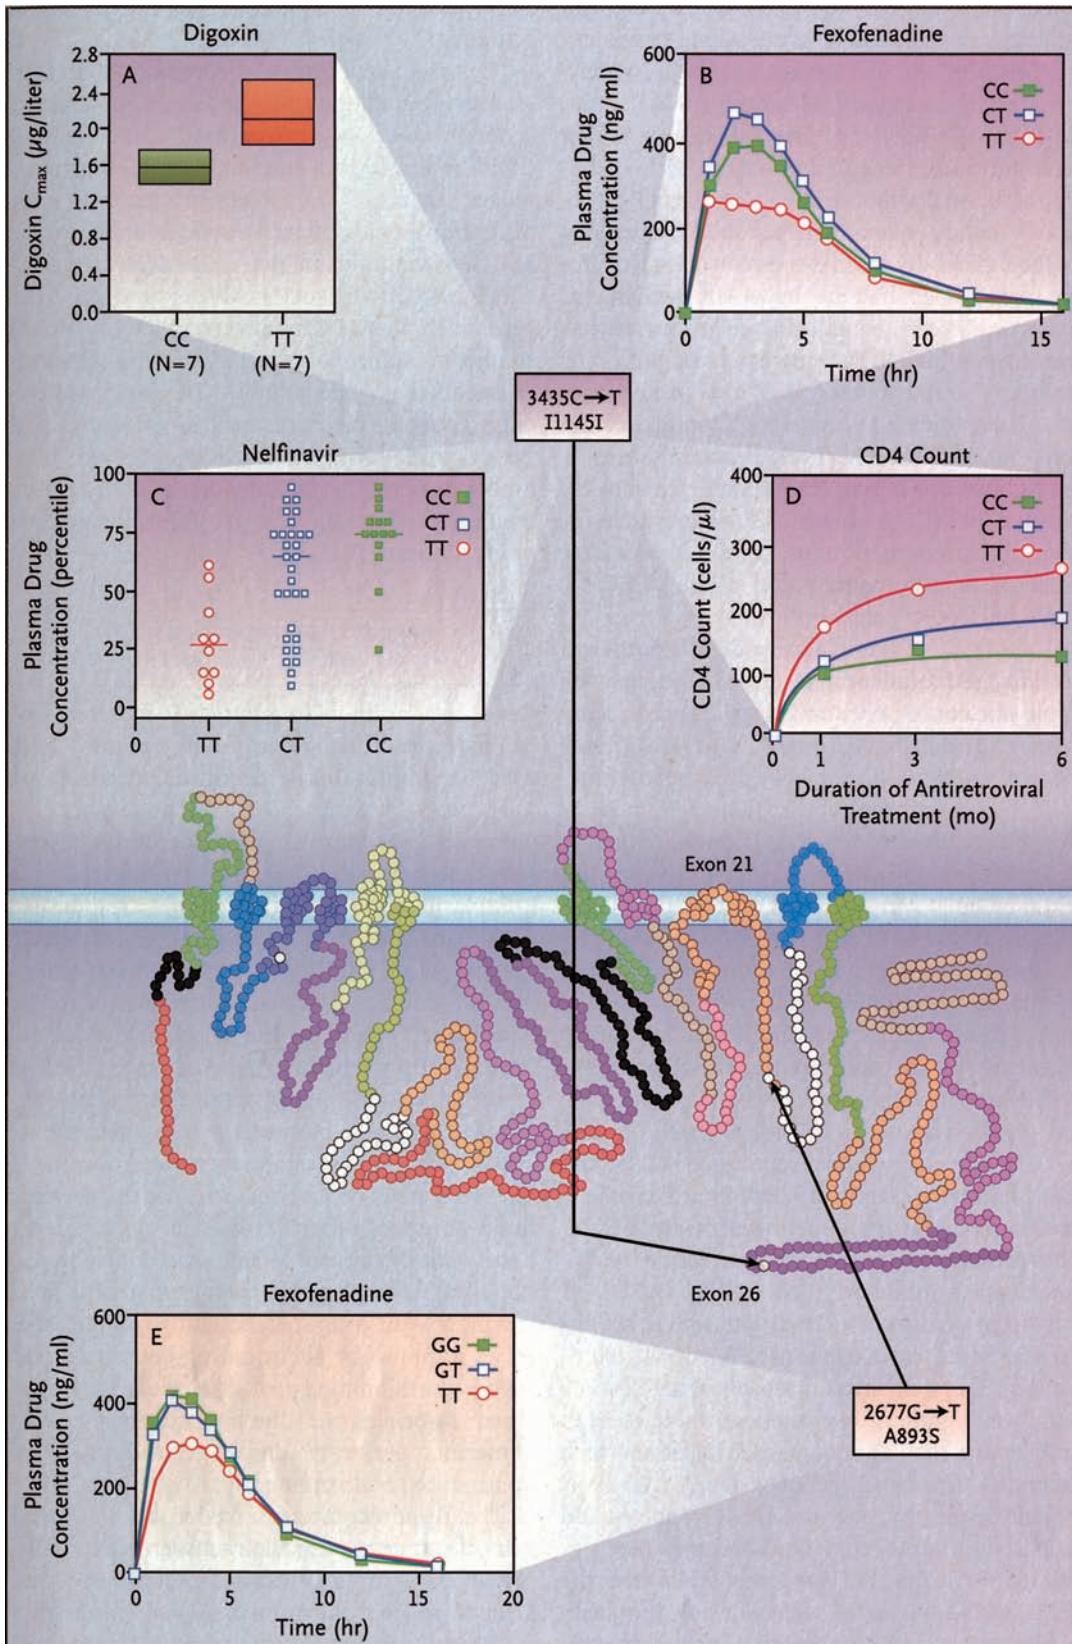 Digoxin
A
Digoxin Cmax (µg/liter)
2.8
2.4
2.0
1.6
1.2
0.8
0.4
0.0
CC
(N=7)
TT
(N=7)
Fexofenadine
B
Plasma Drug
Concentration (ng/ml)
600
400
200
0
CC
CT
TT
0
5
10
15
Time (hr)
3435C→T
I1145I
Nelfinavir
C
Plasma Drug
Concentration (percentile)
100
75
50
25
0
CC
CT
TT
0
TT
CT
CC
CD4 Count
D
CD4 Count (cells/µl)
400
300
200
100
0
CC
CT
TT
0
1
3
6
Duration of Antiretroviral
Treatment (mo)
Exon 21
Exon 26
2677G→T
A893S
Fexofenadine
E
Plasma Drug
Concentration (ng/ml)
600
400
200
0
GG
GT
TT
0
5
10
15
20
Time (hr)